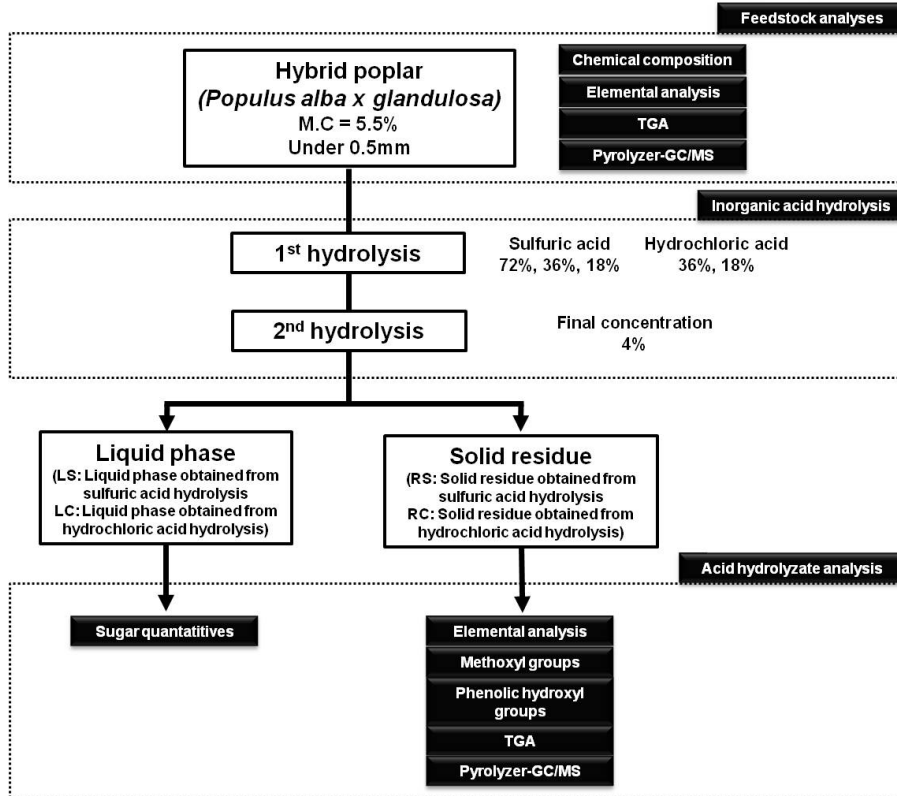 Feedstock analyses
Hybrid poplar
(Populus alba x glandulosa)
M.C = 5.5%
Under 0.5mm
Chemical composition
Elemental analysis
TGA
Pyrolyzer-GC/MS
Inorganic acid hydrolysis
1st hydrolysis
Sulfuric acid
72%, 36%, 18%
Hydrochloric acid
36%, 18%
2nd hydrolysis
Final concentration
4%
Liquid phase
(LS: Liquid phase obtained from
sulfuric acid hydrolysis
LC: Liquid phase obtained from
hydrochloric acid hydrolysis)
Solid residue
(RS: Solid residue obtained from
sulfuric acid hydrolysis
RC: Solid residue obtained from
hydrochloric acid hydrolysis)
Acid hydrolyzate analysis
Sugar quantatitives
Elemental analysis
Methoxyl groups
Phenolic hydroxyl
groups
TGA
Pyrolyzer-GC/MS